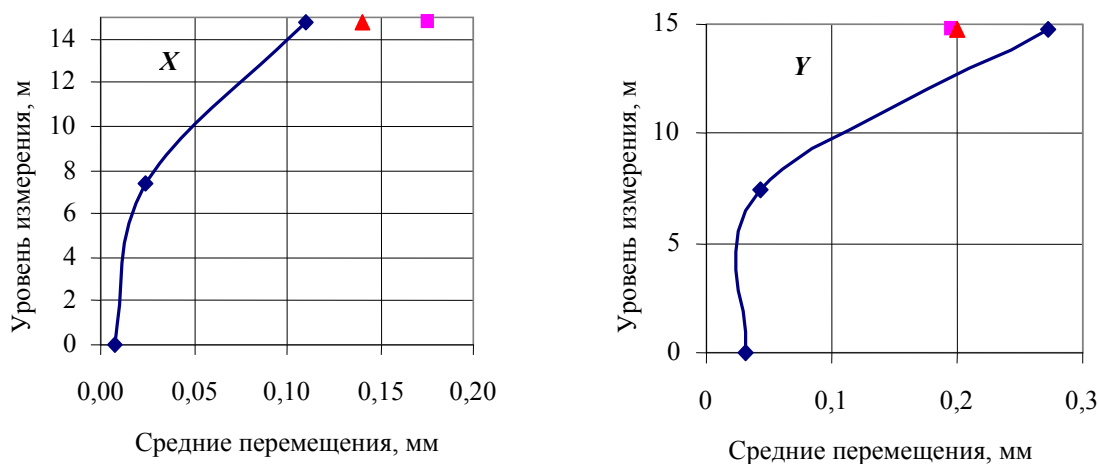 Уровень измерения, м
14
12
10
8
6
4
2
0
X
0,00 0,05 0,10 0,15 0,20
Средние перемещения, мм
Уровень измерения, м
15
10
5
0
Y
0 0,1 0,2 0,3
Средние перемещения, мм